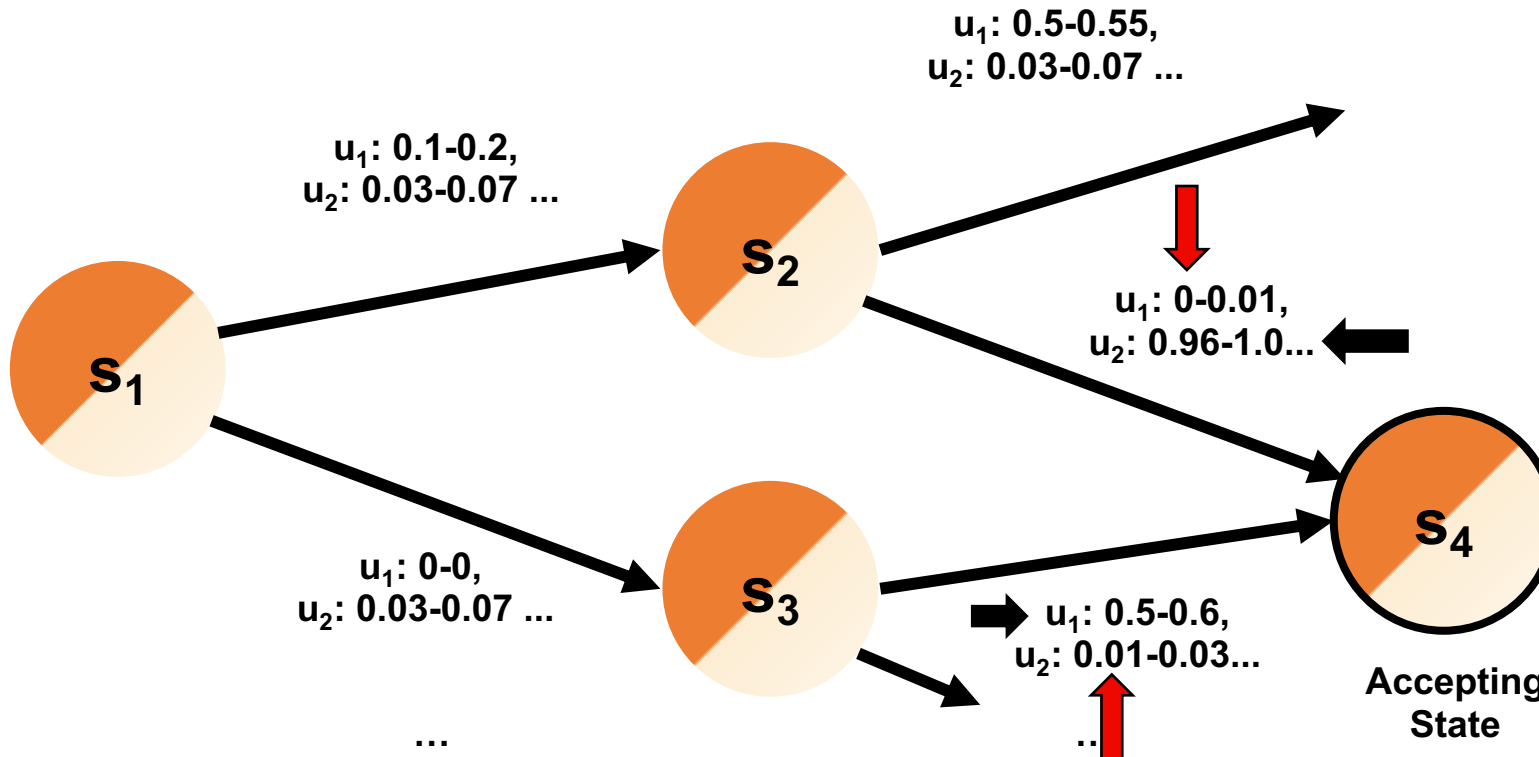 u₁: 0.5-0.55,
u₂: 0.03-0.07 ...
u₁: 0.1-0.2,
u₂: 0.03-0.07 ...
s₂
u₁: 0-0.01,
u₂: 0.96-1.0...
s₁
s₄
u₁: 0-0,
u₂: 0.03-0.07 ...
s₃
u₁: 0.5-0.6,
u₂: 0.01-0.03...
Accepting
State
...
...